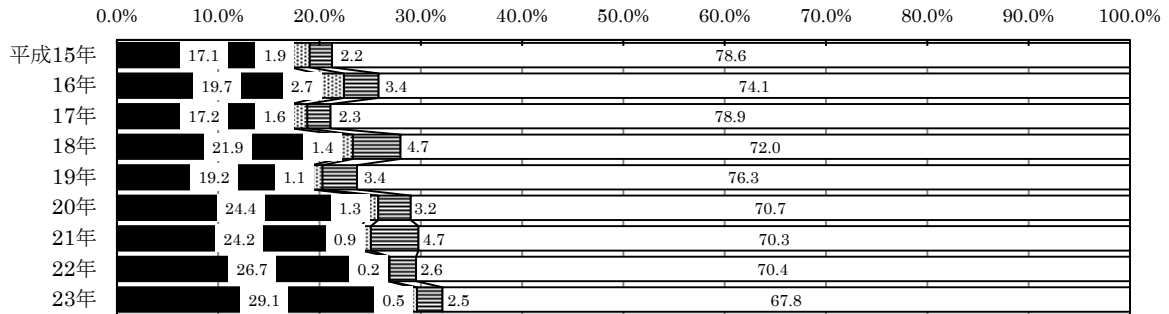 0.0% 10.0% 20.0% 30.0% 40.0% 50.0% 60.0% 70.0% 80.0% 90.0% 100.0%
平成15年 17.1 1.9 2.2 78.6
16年 19.7 2.7 3.4 74.1
17年 17.2 1.6 2.3 78.9
18年 21.9 1.4 4.7 72.0
19年 19.2 1.1 3.4 76.3
20年 24.4 1.3 3.2 70.7
21年 24.2 0.9 4.7 70.3
22年 26.7 0.2 2.6 70.4
23年 29.1 0.5 2.5 67.8